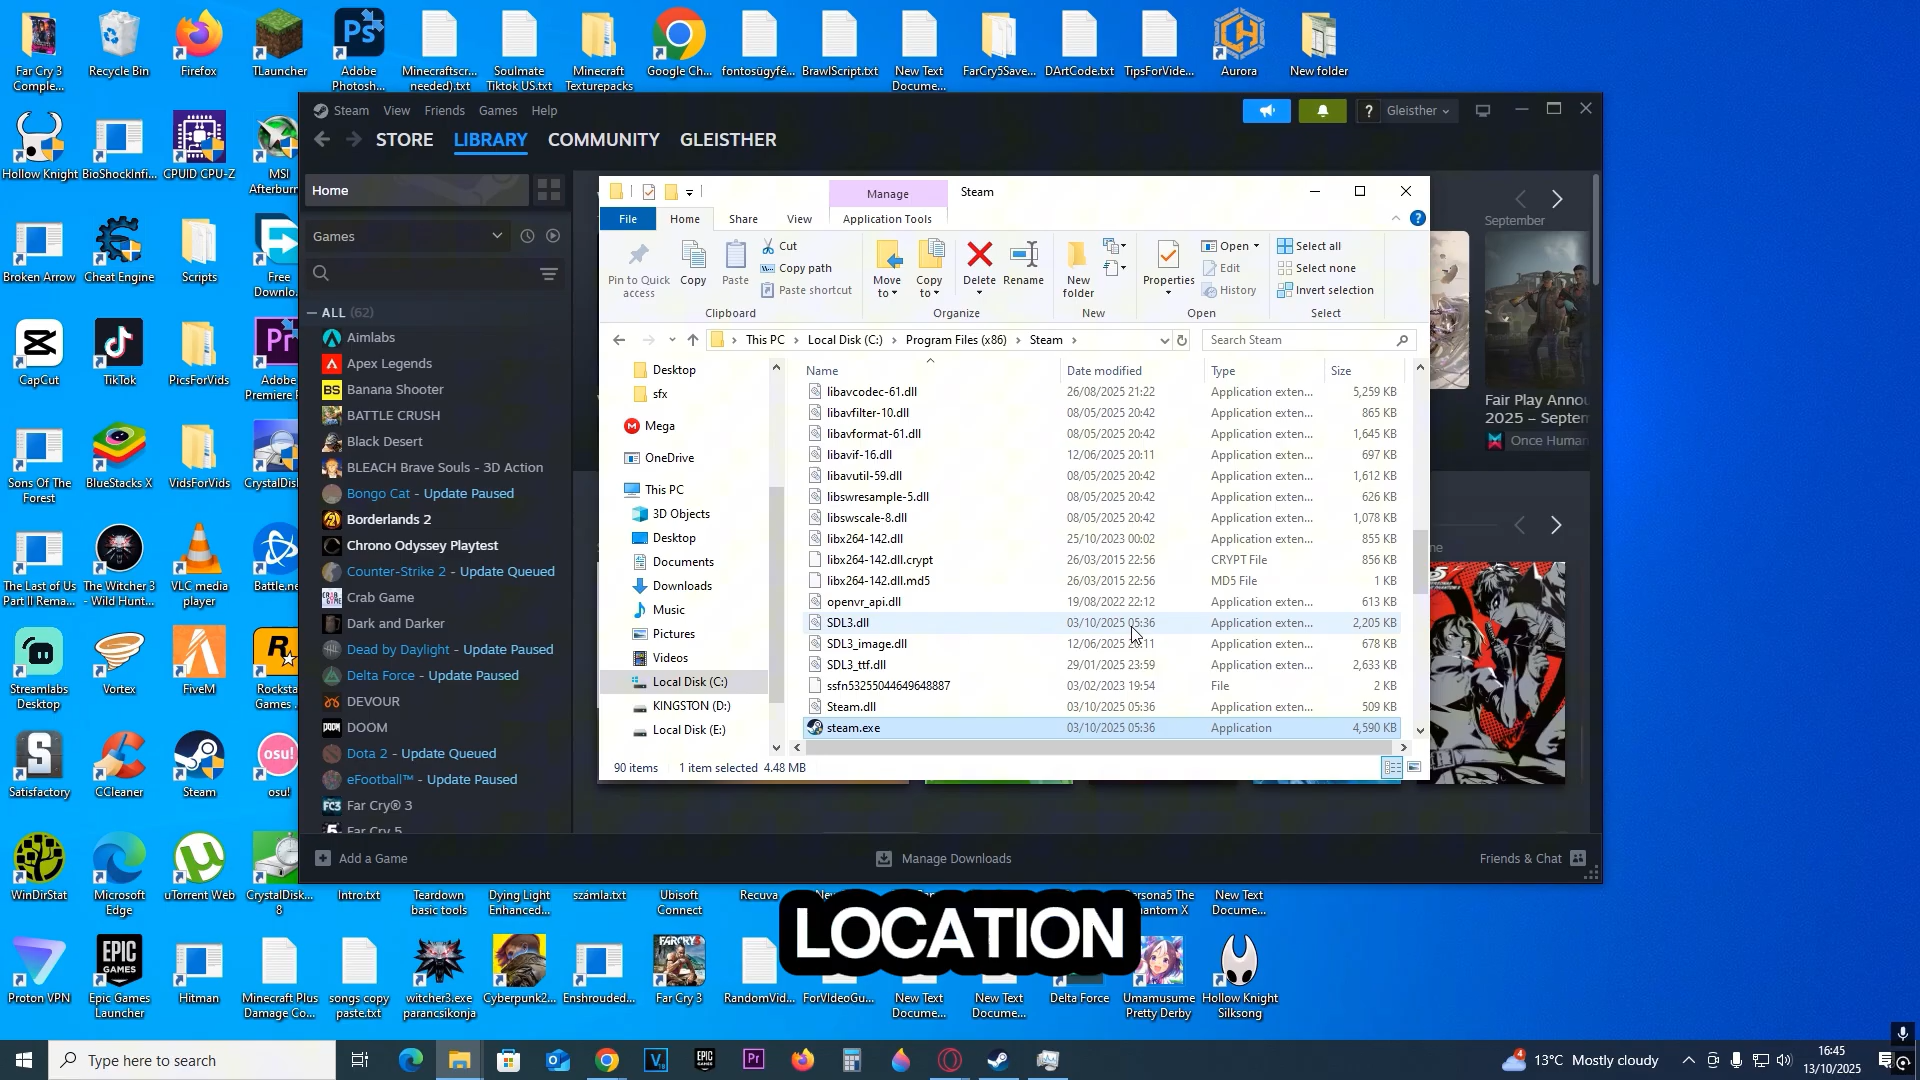 Far Cry 3
Comple...
Recycle Bin
Firefox
TLauncher
Adobe
Photosh...
Minecraftscr...
needed).txt
Soulmate
Tiktok US.txt
Minecraft
Texturepacks
Google Ch...
fontosügyfé...
BrawlScript.txt
New Text
Docume...
FarCry5Save...
DArtCode.txt
TipsForVide...
Aurora
New folder
Hollow Knight
BioShockInfi...
CPUID CPU-Z
MSI
Afterburn
Broken Arrow
Cheat Engine
Scripts
Free
Downlo...
CapCut
TikTok
PicsForVids
Adobe
Premiere P
Sons Of The
Forest
BlueStacks X
VidsForVids
CrystalDisk
The Last of Us
Part II Rema...
The Witcher 3
- Wild Hunt...
VLC media
player
Battle.ne
Streamlabs
Desktop
Vortex
FiveM
Rocksta
Games
Satisfactory
CCleaner
Steam
osu!
WinDirStat
Microsoft
Edge
uTorrent Web
CrystalDisk...
8
Intro.txt
Teardown
basic tools
Dying Light
Enhanced...
számla.txt
Ubisoft
Connect
Recuva
ersona5 The
hantom X
New Text
Docume...
Proton VPN
Epic Games
Launcher
Hitman
Minecraft Plus
Damage Co...
songs copy
paste.txt
witcher3.exe
parancsikonja
Cyberpunk2...
Enshrouded...
Far Cry 3
RandomVid...
ForVIdeoGu...
New Text
Docume...
New Text
Docume...
Delta Force
Umamusume
Pretty Derby
Hollow Knight
Silksong
Steam View Friends Games Help
? Gleisther
STORE LIBRARY COMMUNITY GLEISTHER
Home
Games
ALL (62)
Aimlabs
Apex Legends
Banana Shooter
BATTLE CRUSH
Black Desert
BLEACH Brave Souls - 3D Action
Bongo Cat - Update Paused
Borderlands 2
Chrono Odyssey Playtest
Counter-Strike 2 - Update Queued
Crab Game
Dark and Darker
Dead by Daylight - Update Paused
Delta Force - Update Paused
DEVOUR
DOOM
Dota 2 - Update Queued
eFootball™ - Update Paused
Far Cry® 3
Far Cry 5
Add a Game
Manage Downloads
Friends & Chat
September
Fair Play Annou
2025 – Septem
Once Human
Manage Steam
File Home Share View Application Tools
Pin to Quick
access
Copy
Paste
Cut
Copy path
Paste shortcut
Move
to
Copy
to
Delete
Rename
New
folder
Properties
Open
Edit
History
Select all
Select none
Invert selection
Clipboard Organize New Open Select
This PC > Local Disk (C:) > Program Files (x86) > Steam >
Search Steam
Desktop
sfx
Mega
OneDrive
This PC
3D Objects
Desktop
Documents
Downloads
Music
Pictures
Videos
Local Disk (C:)
KINGSTON (D:)
Local Disk (E:)
Name Date modified Type Size
libavcodec-61.dll 26/08/2025 21:22 Application exten... 5,259 KB
libavfilter-10.dll 08/05/2025 20:42 Application exten... 865 KB
libavformat-61.dll 08/05/2025 20:42 Application exten... 1,645 KB
libavif-16.dll 12/06/2025 20:11 Application exten... 697 KB
libavutil-59.dll 08/05/2025 20:42 Application exten... 1,612 KB
libswresample-5.dll 08/05/2025 20:42 Application exten... 626 KB
libswscale-8.dll 08/05/2025 20:42 Application exten... 1,078 KB
libx264-142.dll 25/10/2023 00:02 Application exten... 855 KB
libx264-142.dll.crypt 26/03/2015 22:56 CRYPT File 856 KB
libx264-142.dll.md5 26/03/2015 22:56 MD5 File 1 KB
openvr_api.dll 19/08/2022 22:12 Application exten... 613 KB
SDL3.dll 03/10/2025 05:36 Application exten... 2,205 KB
SDL3_image.dll 12/06/2025 20:11 Application exten... 678 KB
SDL3_ttf.dll 29/01/2025 23:59 Application exten... 2,633 KB
ssfn53255044649648887 03/02/2023 19:54 File 2 KB
Steam.dll 03/10/2025 05:36 Application exten... 509 KB
steam.exe 03/10/2025 05:36 Application 4,590 KB
90 items 1 item selected 4.48 MB
LOCATION
Type here to search
13°C Mostly cloudy
16:45
13/10/2025